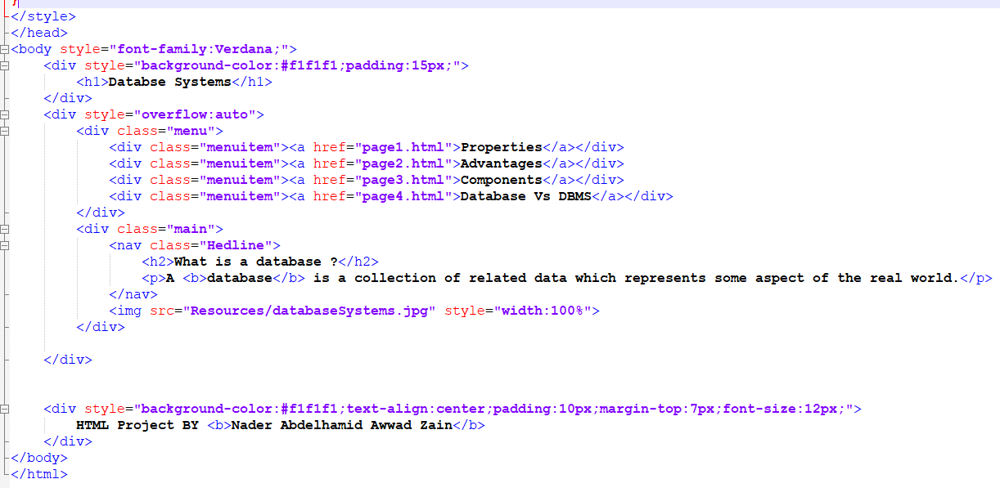 }
</style>
</head>
<body style="font-family:Verdana;">
<div style="background-color:#f1f1f1;padding:15px;">
<h1>Databse Systems</h1>
</div>
<div style="overflow:auto">
<div class="menu">
<div class="menuitem"><a href="page1.html">Properties</a></div>
<div class="menuitem"><a href="page2.html">Advantages</a></div>
<div class="menuitem"><a href="page3.html">Components</a></div>
<div class="menuitem"><a href="page4.html">Database Vs DBMS</a></div>
</div>
<div class="main">
<nav class="Hedline">
<h2>What is a database ?</h2>
<p>A <b>database</b> is a collection of related data which represents some aspect of the real world.</p>
</nav>
<img src="Resources/databaseSystems.jpg" style="width:100%">
</div>
</div>
<div style="background-color:#f1f1f1;text-align:center;padding:10px;margin-top:7px;font-size:12px;">
HTML Project BY <b>Nader Abdelhamid Awwad Zain</b>
</div>
</body>
</html>